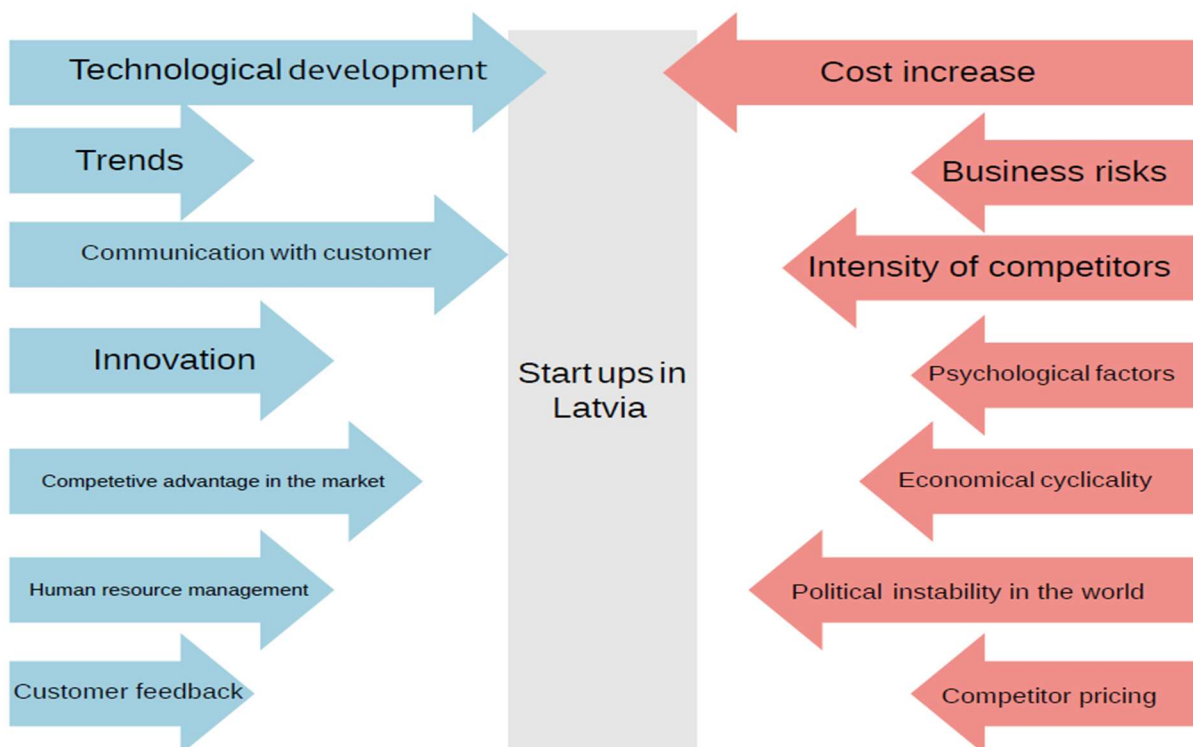 Technological development
Cost increase
Trends
Business risks
Communication with customer
Intensity of competitors
Innovation
Start ups in
Latvia
Psychological factors
Competetive advantage in the market
Economical cyclicality
Human resource management
Political instability in the world
Customer feedback
Competitor pricing